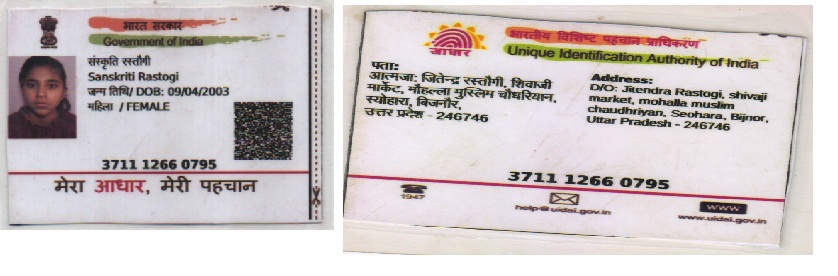 भारत सरकार
Government of India
संस्कृति रस्तौगी
Sanskriti Rastogi
जन्म तिथि/ DOB: 09/04/2003
महिला / FEMALE
3711 1266 0795
मेरा आधार, मेरी पहचान
भारतीय विशिष्ट पहचान प्राधिकरण
Unique Identification Authority of India
आधार
पता:
आत्मजा: जितेन्द्र रस्तौगी, शिवाजी
मार्केट, मौहल्ला मुस्लिम चौधरियान,
स्योहारा, बिजनौर,
उत्तर प्रदेश - 246746
Address:
D/O: Jitendra Rastogi, shivaji
market, mohalla muslim
chaudhriyan, Seohara, Bijnor,
Uttar Pradesh - 246746
3711 1266 0795
1947
help@uidai.gov.in
www
www.uidai.gov.in